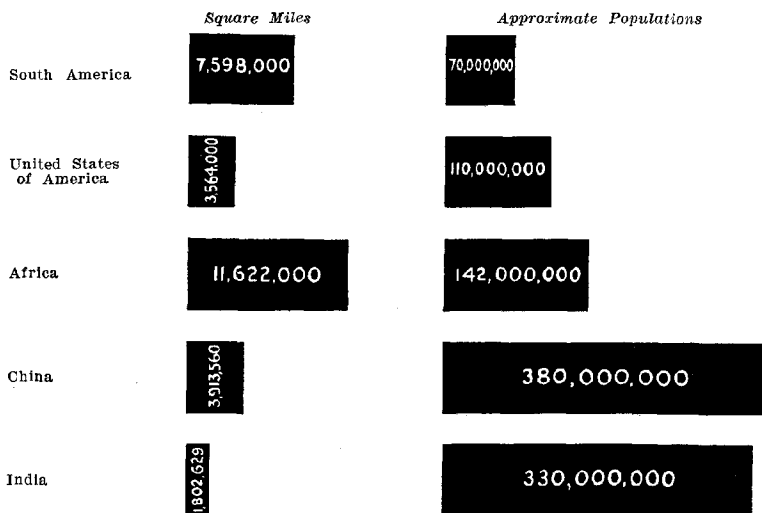 Square Miles Approximate Populations
South America 7,598,000 70,000,000
United States
of America 3,564,000 110,000,000
Africa 11,622,000 142,000,000
China 3,913,560 380,000,000
India 1,802,629 330,000,000